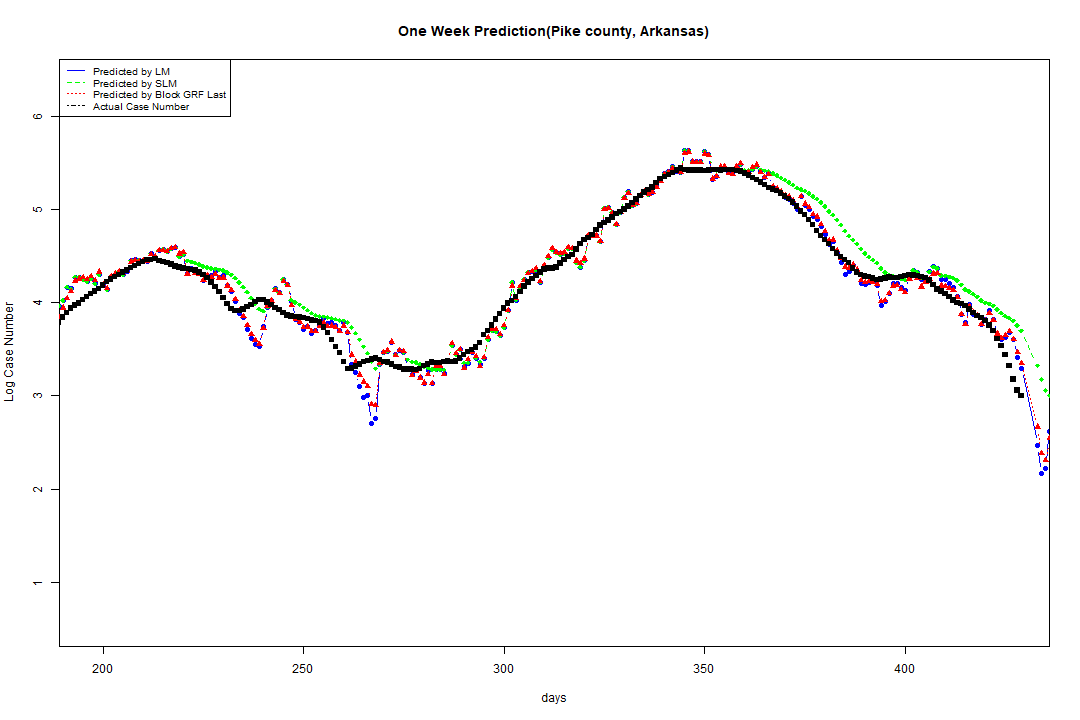 One Week Prediction(Pike county, Arkansas)
Predicted by LM
Predicted by SLM
Predicted by Block GRF Last
Actual Case Number
6
5
4
3
2
1
Log Case Number
200 250 300 350 400
days